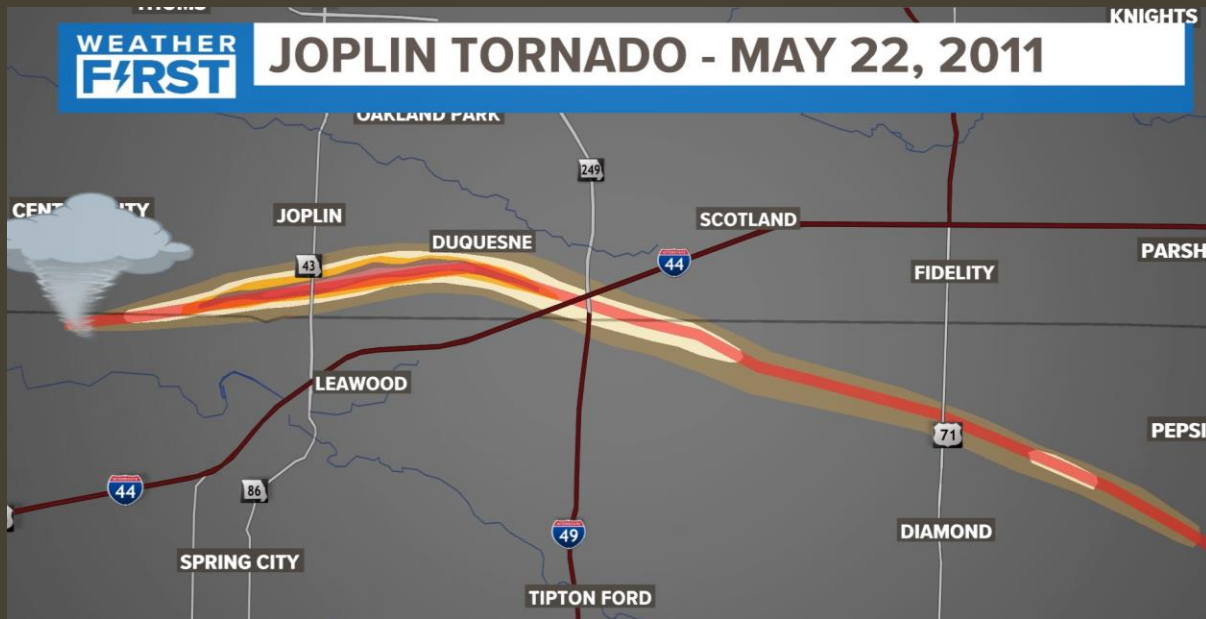 KNIGHTS
WEATHER
FIRST
JOPLIN TORNADO - MAY 22, 2011
OAKLAND PARK
249
JOPLIN
SCOTLAND
DUQUESNE
43
44
FIDELITY
PARSH
LEAWOOD
71
PEPSI
44
86
49
DIAMOND
SPRING CITY
TIPTON FORD